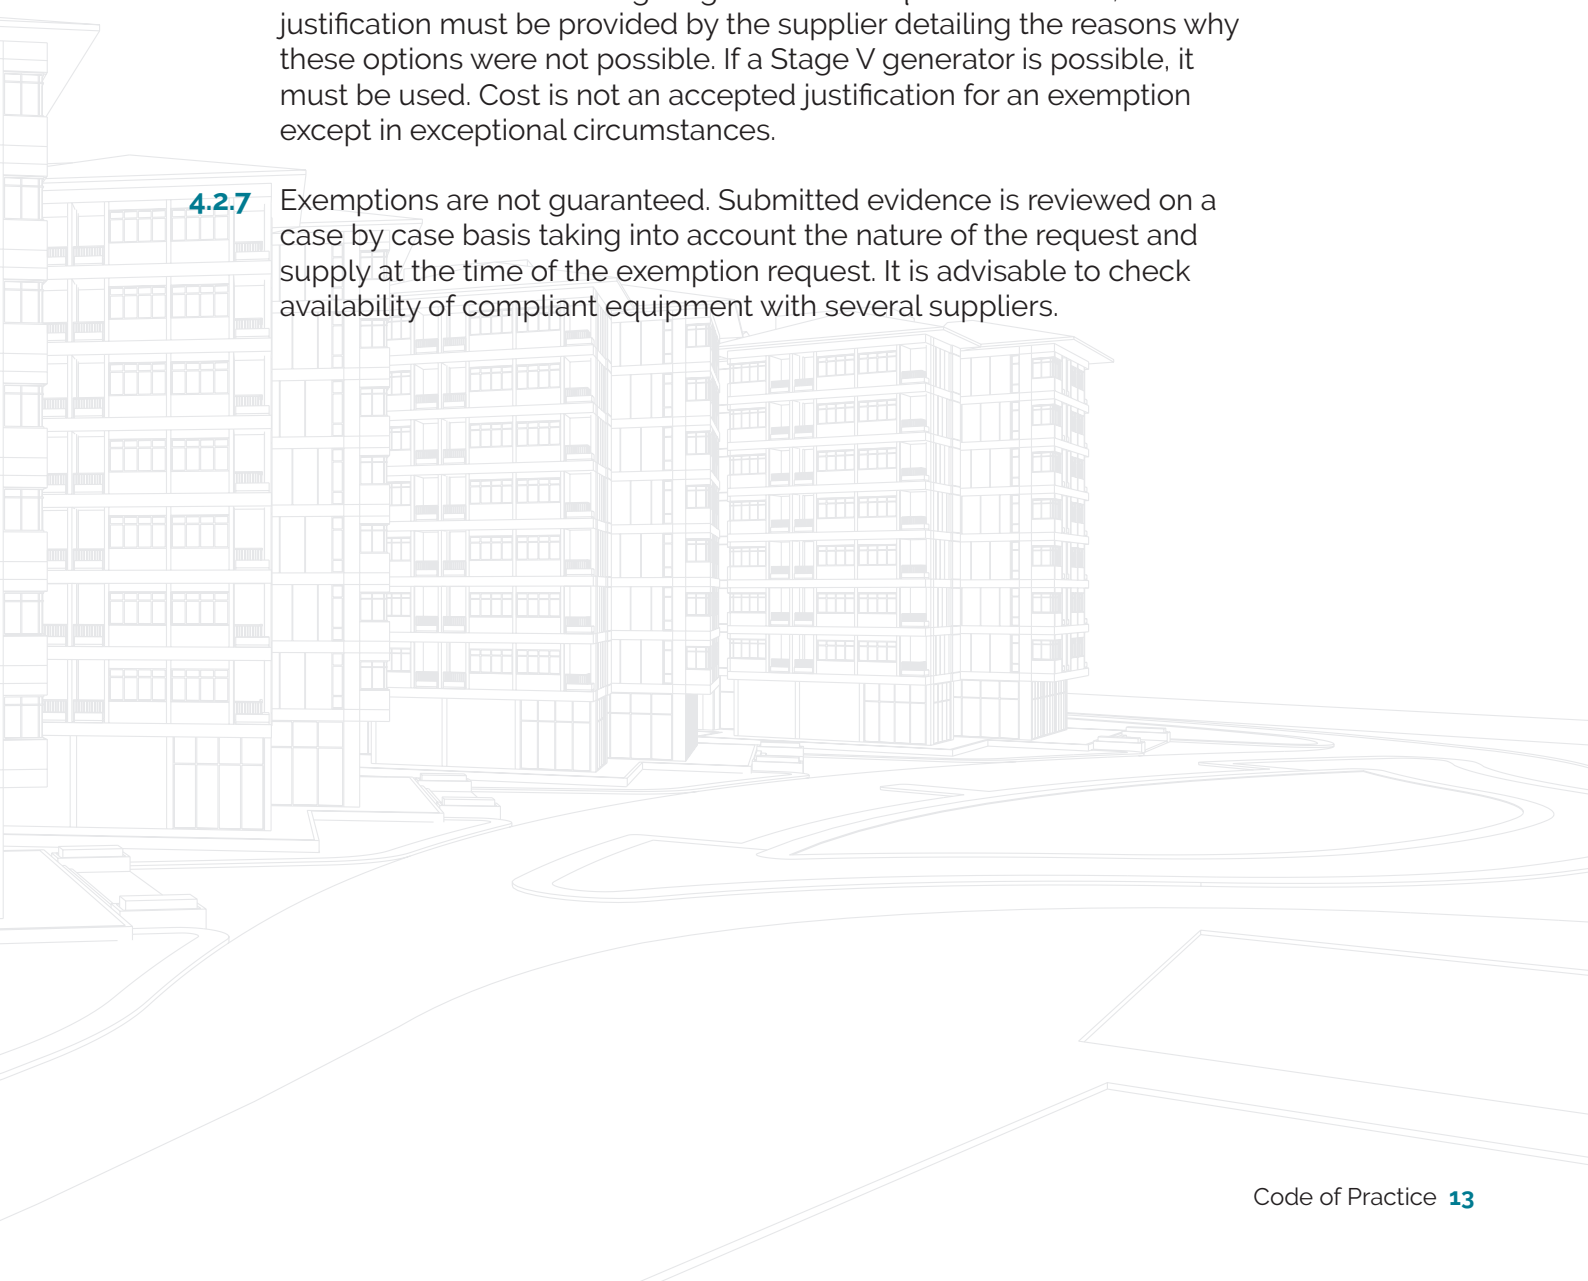 justification must be provided by the supplier detailing the reasons why
these options were not possible. If a Stage V generator is possible, it
must be used. Cost is not an accepted justification for an exemption
except in exceptional circumstances.
4.2.7 Exemptions are not guaranteed. Submitted evidence is reviewed on a
case by case basis taking into account the nature of the request and
supply at the time of the exemption request. It is advisable to check
availability of compliant equipment with several suppliers.
Code of Practice 13